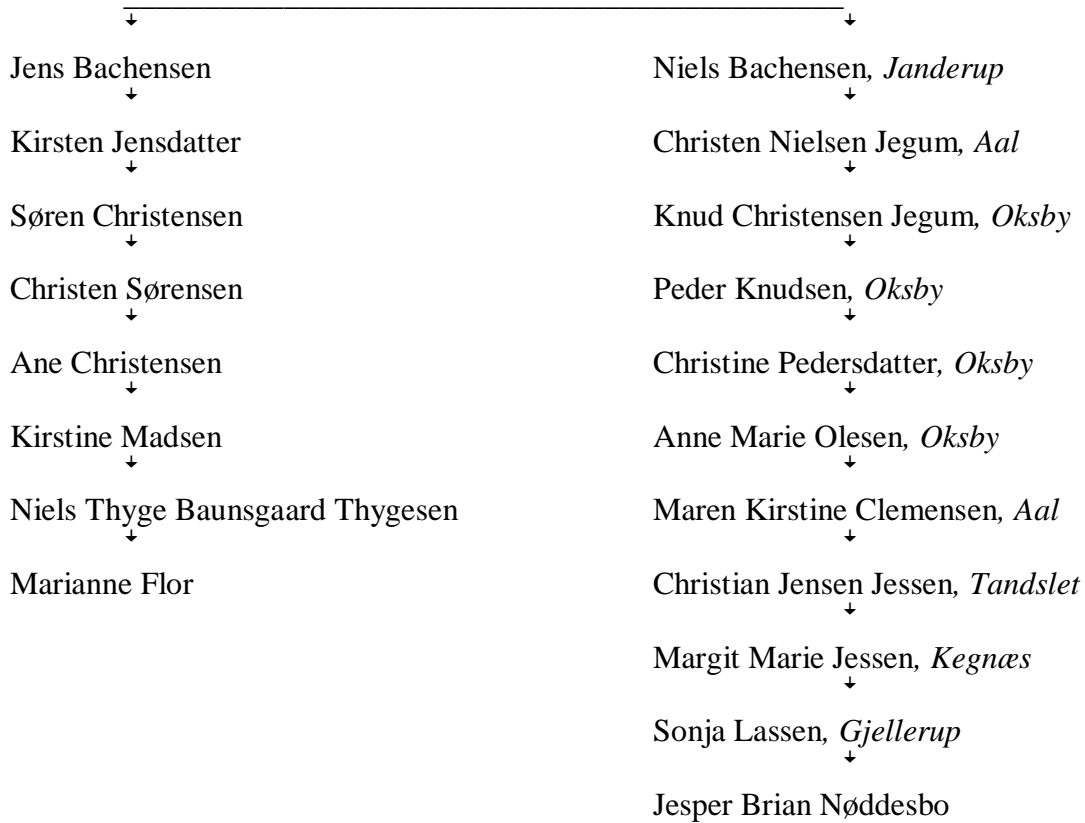 Jens Bachensen
Niels Bachensen, Janderup
Kirsten Jensdatter
Christen Nielsen Jegum, Aal
Søren Christensen
Knud Christensen Jegum, Oksby
Christen Sørensen
Peder Knudsen, Oksby
Ane Christensen
Christine Pedersdatter, Oksby
Kirstine Madsen
Anne Marie Olesen, Oksby
Niels Thyge Baunsgaard Thygesen
Maren Kirstine Clemensen, Aal
Marianne Flor
Christian Jensen Jessen, Tandslet
Margit Marie Jessen, Kegnæs
Sonja Lassen, Gjellerup
Jesper Brian Nøddesbo